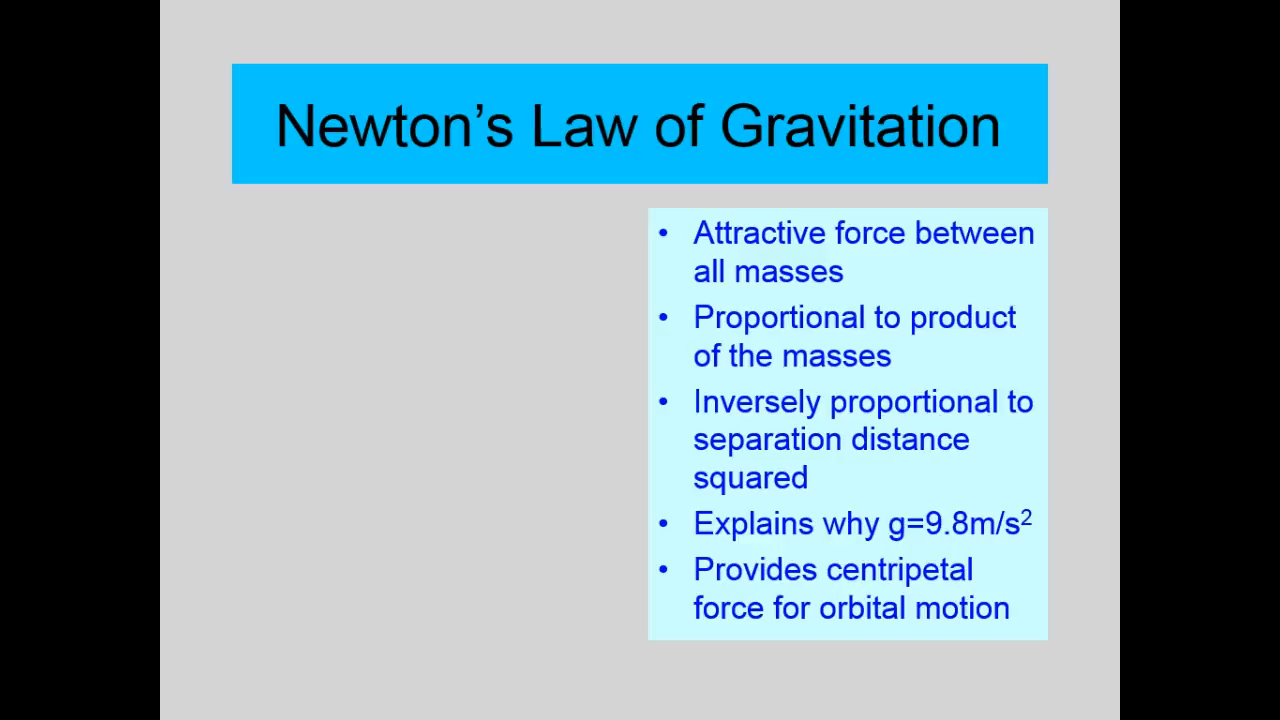 Newton’s Law of Gravitation
• Attractive force between
all masses
• Proportional to product
of the masses
• Inversely proportional to
separation distance
squared
• Explains why g=9.8m/s²
• Provides centripetal
force for orbital motion